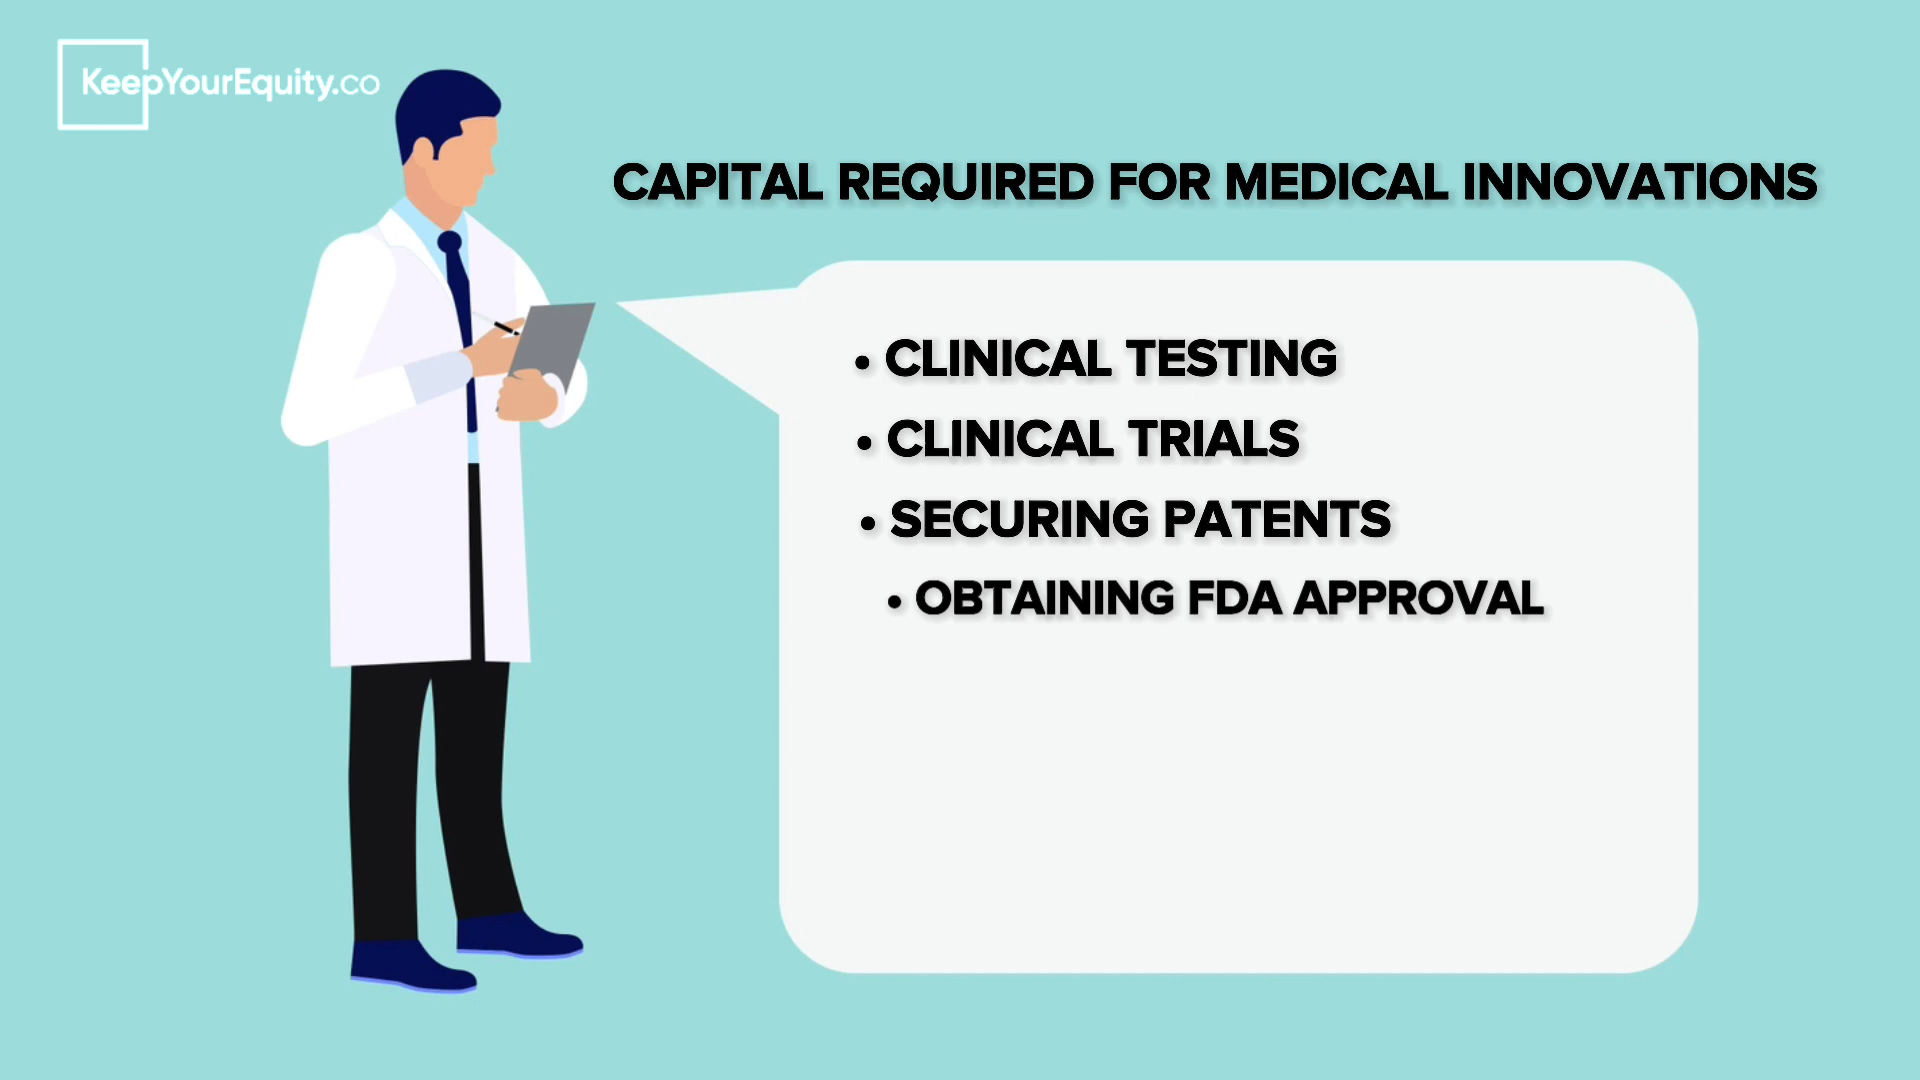 KeepYourEquity.co
CAPITAL REQUIRED FOR MEDICAL INNOVATIONS
• CLINICAL TESTING
• CLINICAL TRIALS
• SECURING PATENTS
• OBTAINING FDA APPROVAL